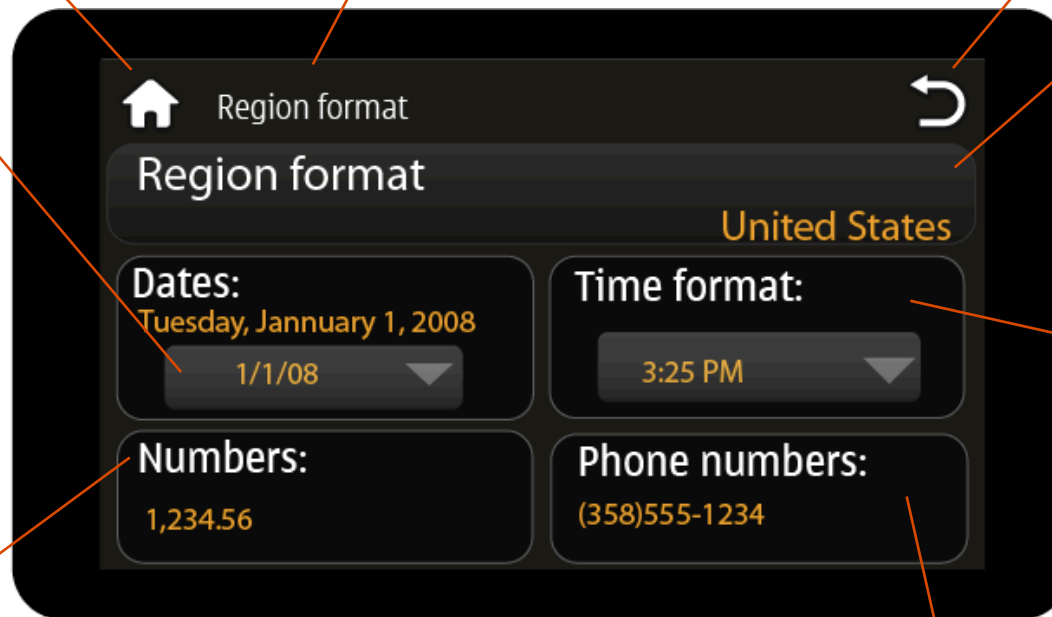 Region format
Region format
United States
Dates:
Tuesday, Jannuary 1, 2008
1/1/08
Time format:
3:25 PM
Numbers:
1,234.56
Phone numbers:
(358)555-1234